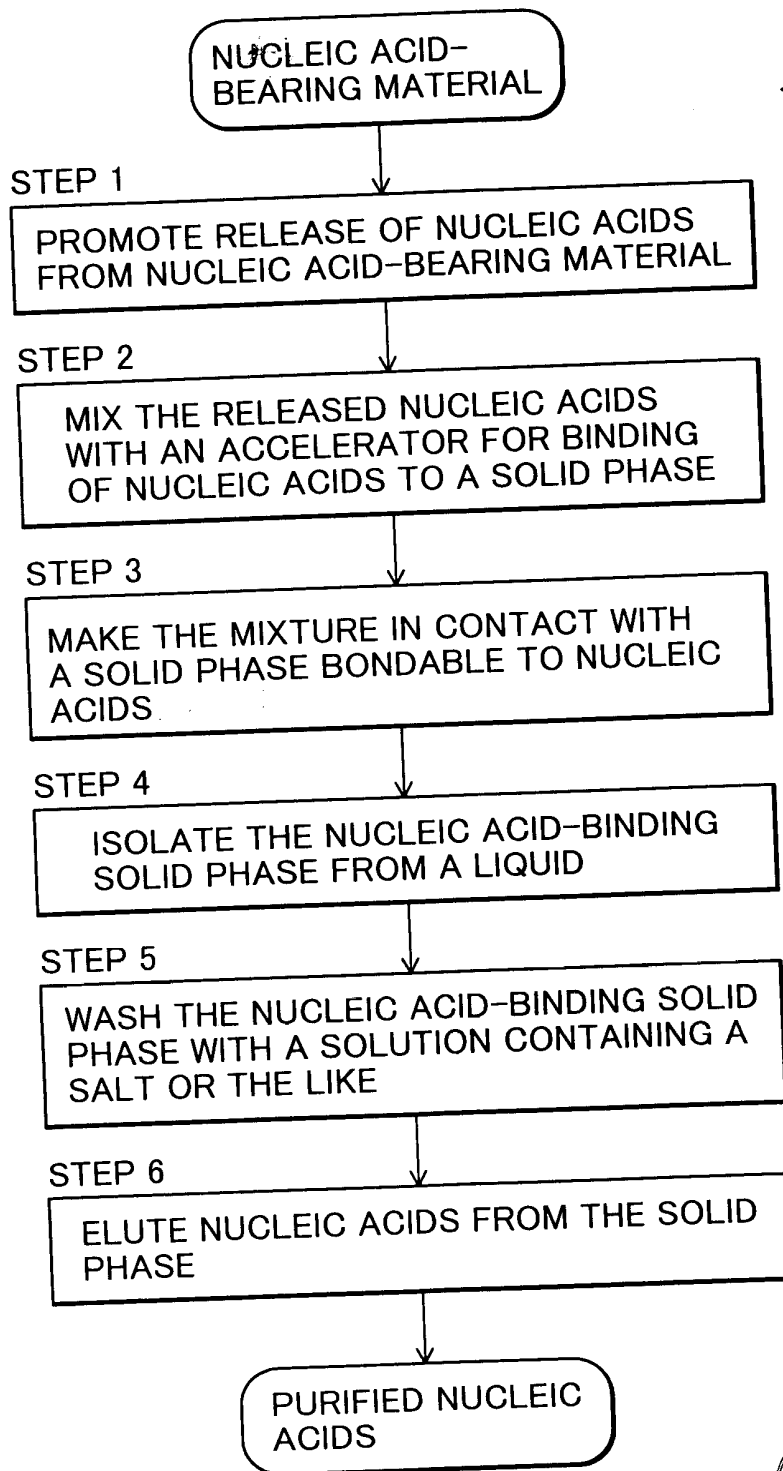 NUCLEIC ACID-
BEARING MATERIAL
STEP 1
PROMOTE RELEASE OF NUCLEIC ACIDS
FROM NUCLEIC ACID-BEARING MATERIAL
STEP 2
MIX THE RELEASED NUCLEIC ACIDS
WITH AN ACCELERATOR FOR BINDING
OF NUCLEIC ACIDS TO A SOLID PHASE
STEP 3
MAKE THE MIXTURE IN CONTACT WITH
A SOLID PHASE BONDABLE TO NUCLEIC
ACIDS
STEP 4
ISOLATE THE NUCLEIC ACID-BINDING
SOLID PHASE FROM A LIQUID
STEP 5
WASH THE NUCLEIC ACID-BINDING SOLID
PHASE WITH A SOLUTION CONTAINING A
SALT OR THE LIKE
STEP 6
ELUTE NUCLEIC ACIDS FROM THE SOLID
PHASE
PURIFIED NUCLEIC
ACIDS